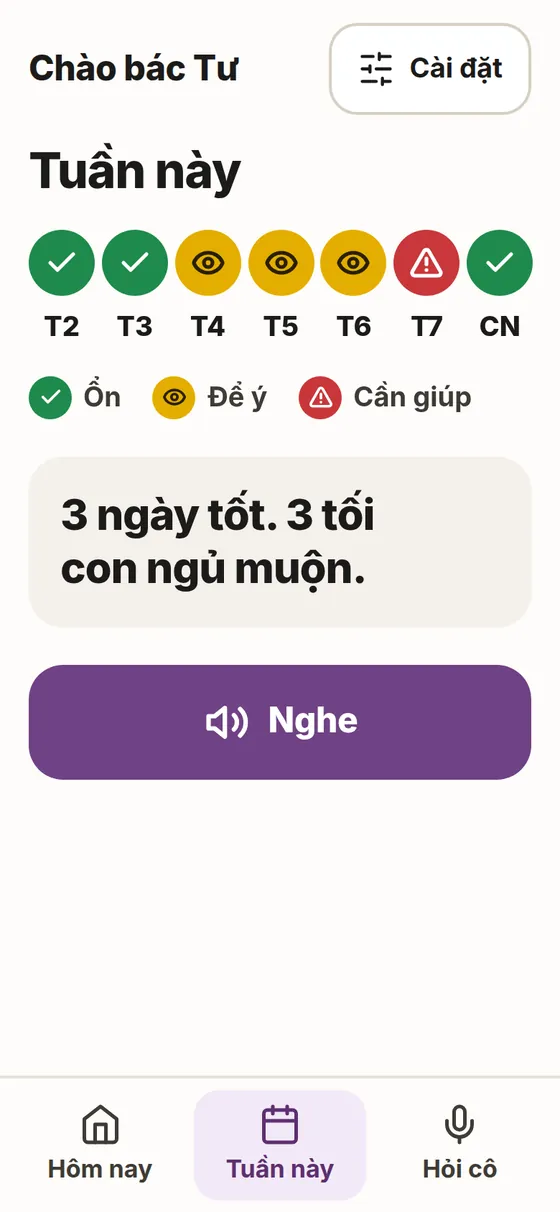 Chào bác Tư
Cài đặt
Tuần này
T2 T3 T4 T5 T6 T7 CN
Ổn Để ý Cần giúp
3 ngày tốt. 3 tối
con ngủ muộn.
Nghe
Hôm nay Tuần này Hỏi cô